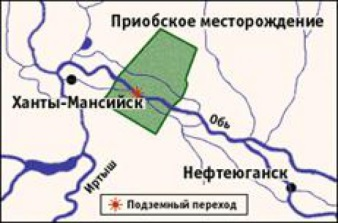 Приобское месторождение
Ханты-Мансийск
Обь
Иртыш
Нефтеюганск
Подземный переход